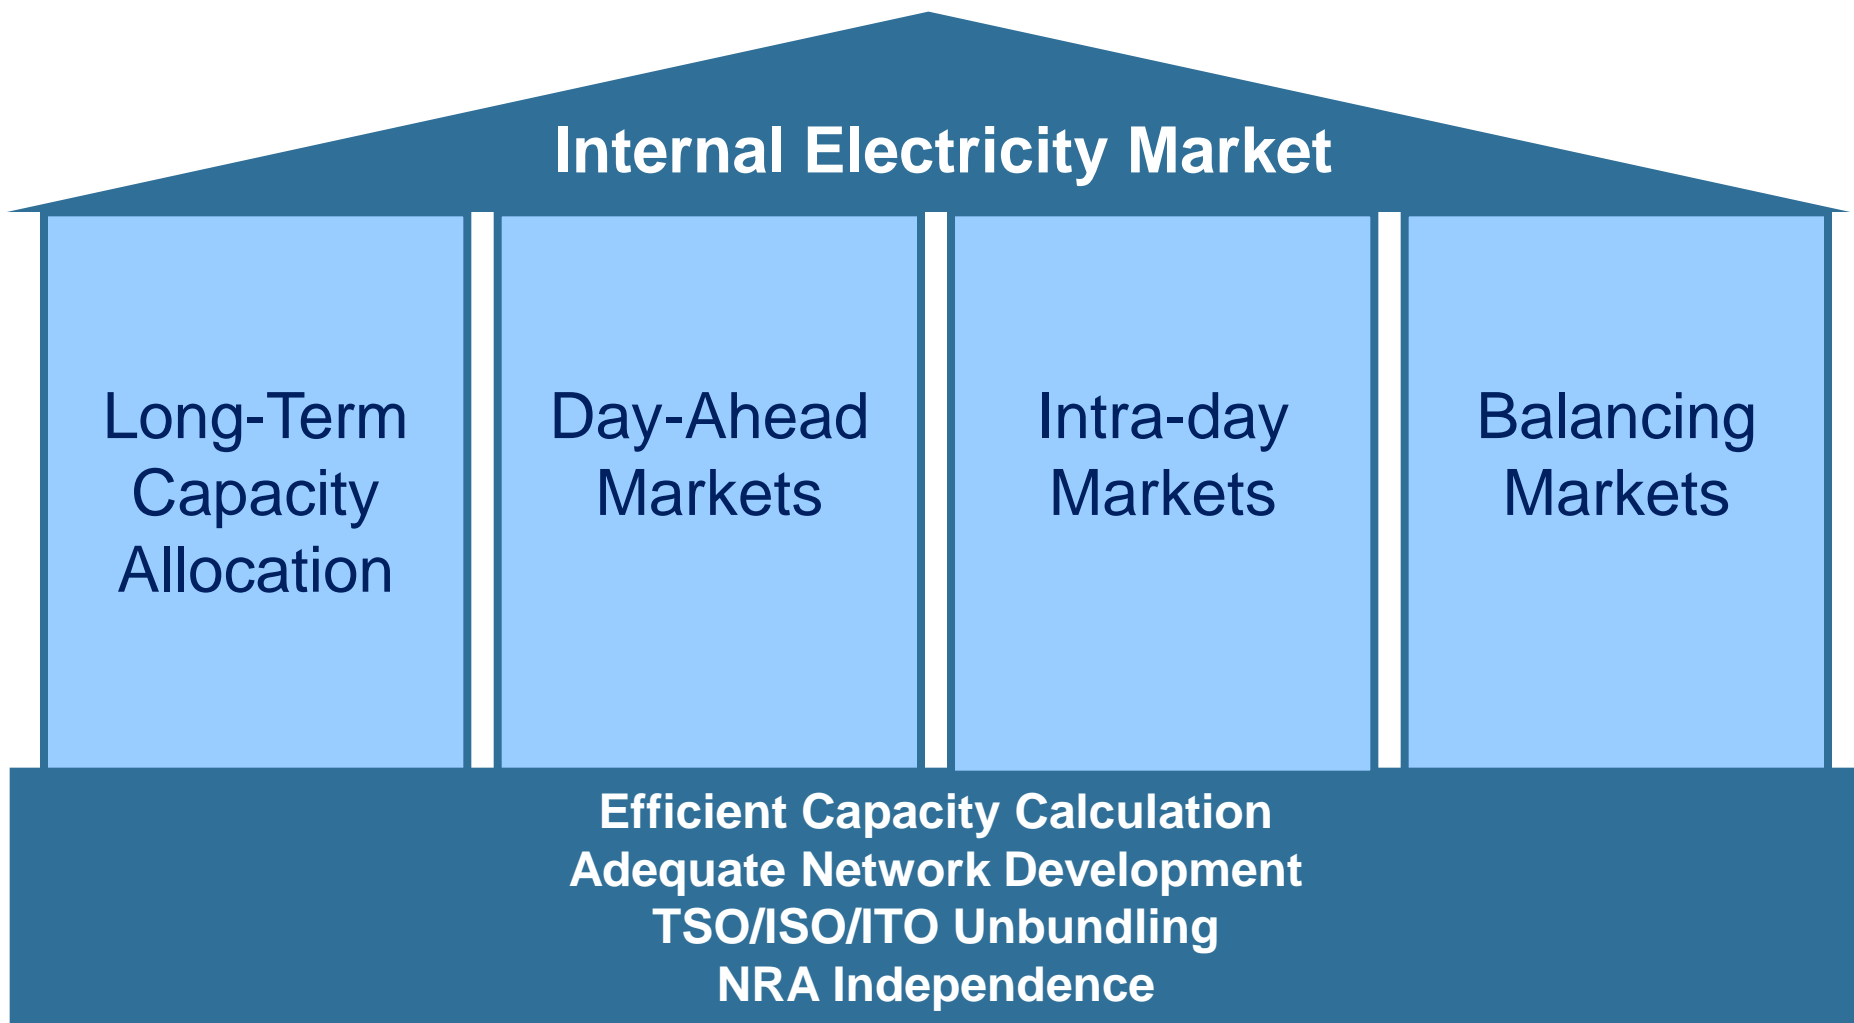 Internal Electricity Market
Long-Term
Capacity
Allocation
Day-Ahead
Markets
Intra-day
Markets
Balancing
Markets
Efficient Capacity Calculation
Adequate Network Development
TSO/ISO/ITO Unbundling
NRA Independence